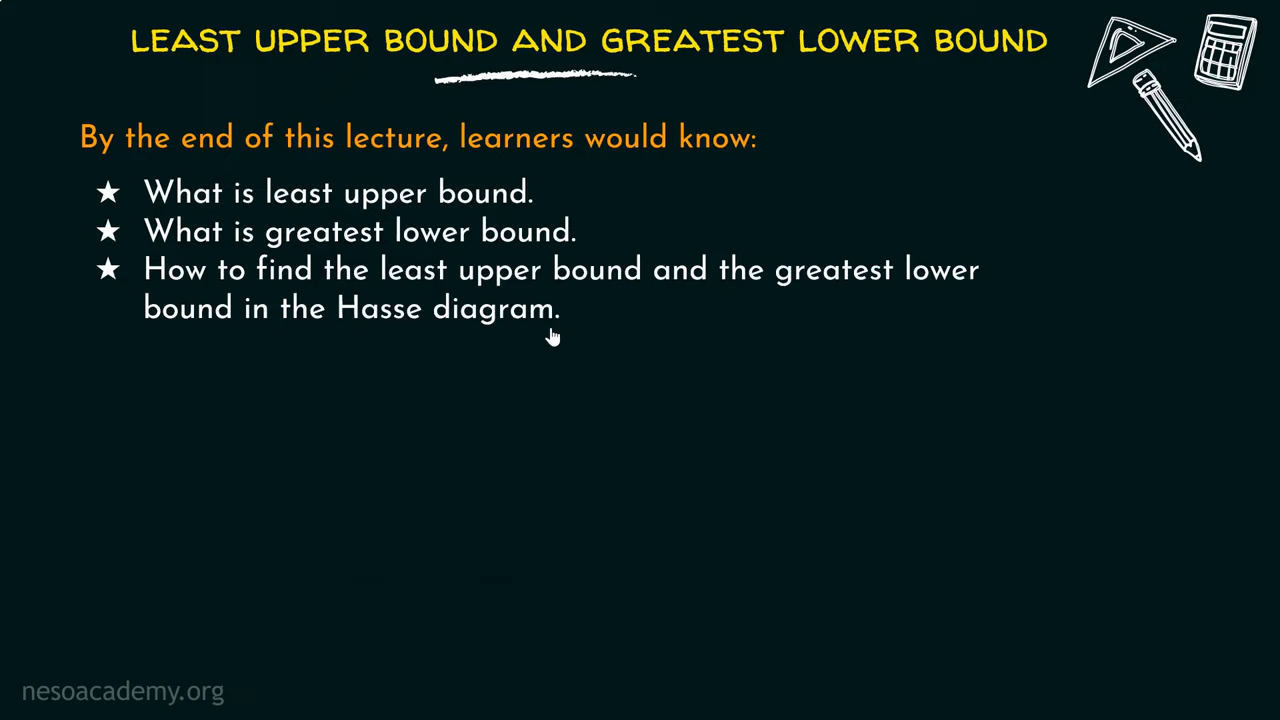 LEAST UPPER BOUND AND GREATEST LOWER BOUND
By the end of this lecture, learners would know:
★ What is least upper bound.
★ What is greatest lower bound.
★ How to find the least upper bound and the greatest lower
bound in the Hasse diagram.
nesoacademy.org